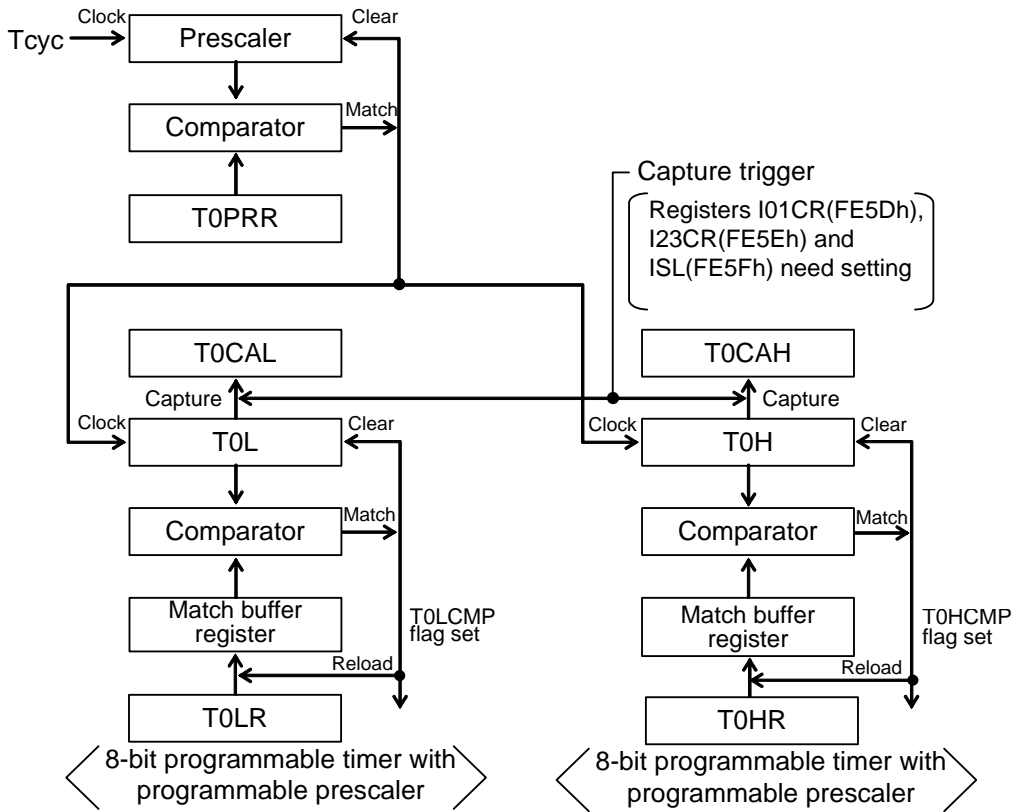 Clock
Clear
Tcyc
Prescaler
Match
Comparator
T0PRR
Capture trigger
Registers I01CR(FE5Dh),
I23CR(FE5Eh) and
ISL(FE5Fh) need setting
T0CAL
T0CAH
Capture
Capture
Clock
T0L
Clear
Clock
T0H
Clear
Comparator
Match
Comparator
Match
Match buffer
register
T0LCMP
flag set
Match buffer
register
T0HCMP
flag set
Reload
Reload
T0LR
T0HR
8-bit programmable timer with
programmable prescaler
8-bit programmable timer with
programmable prescaler